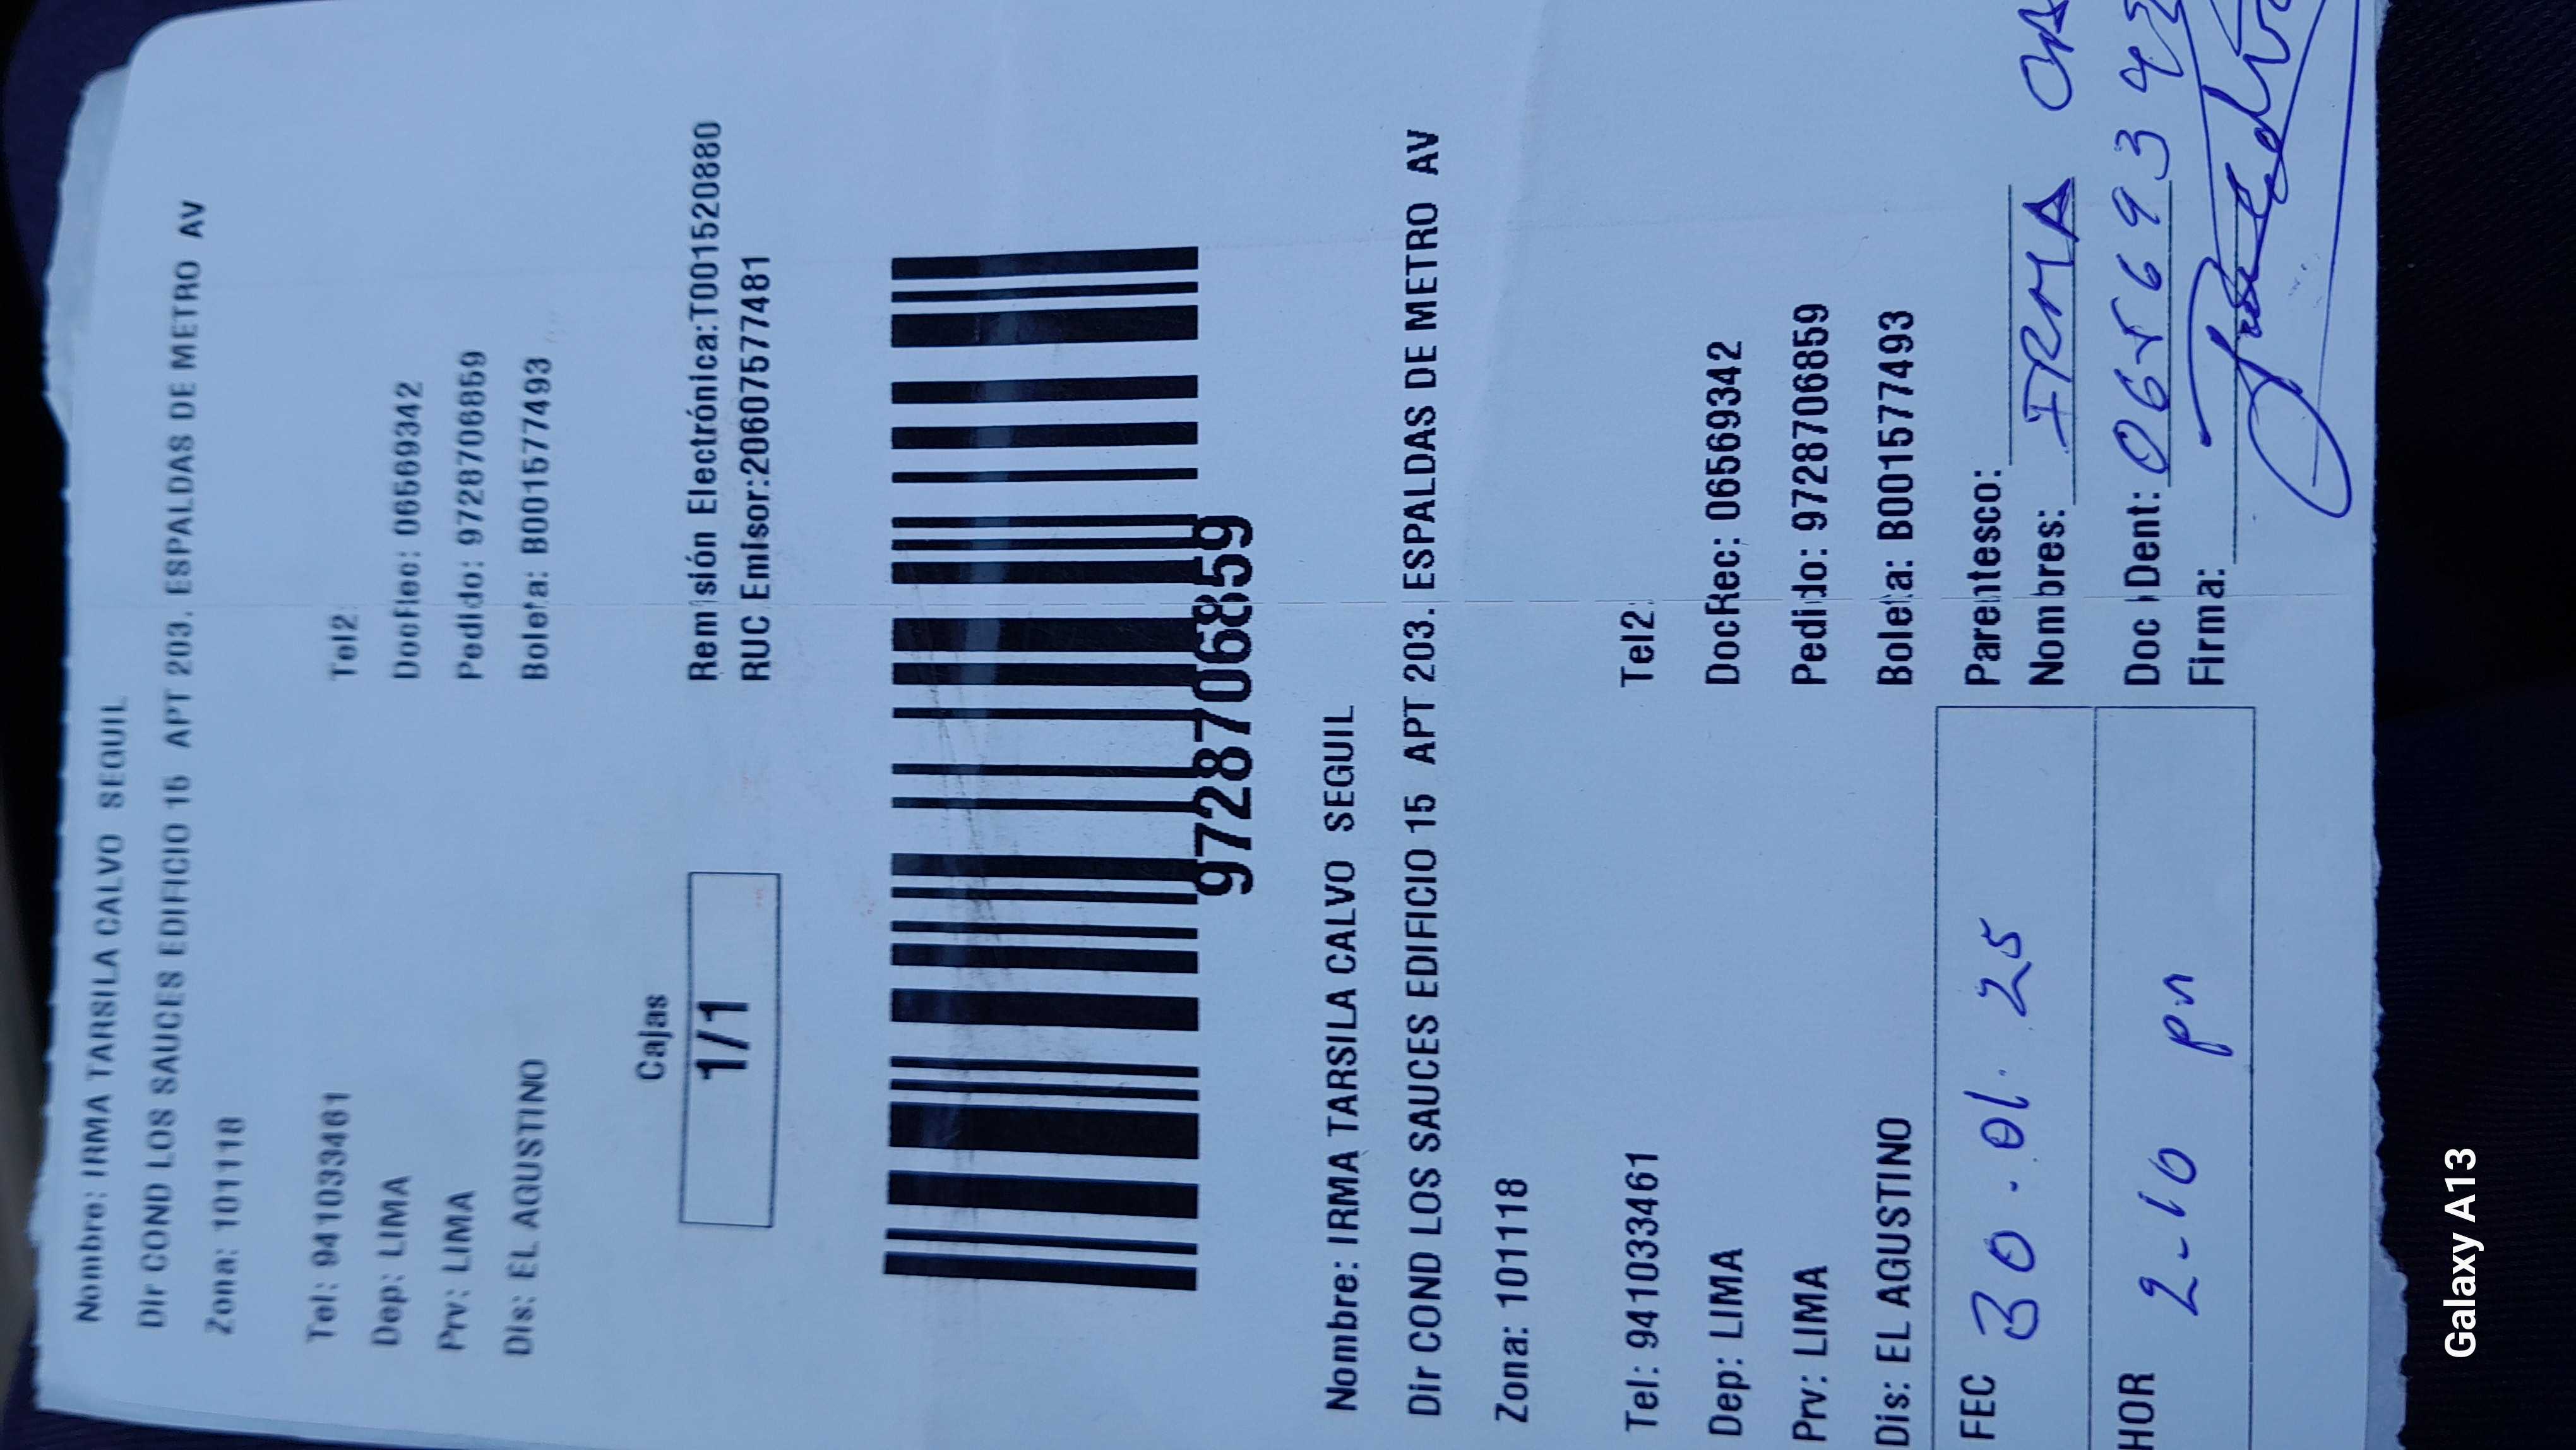 Nombre: IRMA TARSILA CALVO SEGUIL
Dir COND LOS SAUCES EDIFICIO 15 APT 203. ESPALDAS DE METRO AV
Zona: 101118
Tel: 941033461 Tel2:
Dep: LIMA DocRec: 06569342
Prv: LIMA Pedido: 9728706859
Dis: EL AGUSTINO Boleta: B001577493
Cajas
1/1
Remisión Electrónica:T001520880
RUC Emisor:20607577481
9728706859
Nombre: IRMA TARSILA CALVO SEGUIL
Dir COND LOS SAUCES EDIFICIO 15 APT 203. ESPALDAS DE METRO AV
Zona: 101118
Tel: 941033461 Tel2:
Dep: LIMA DocRec: 06569342
Prv: LIMA Pedido: 9728706859
Dis: EL AGUSTINO Boleta: B001577493
FEC 30.01.25 Parentesco:
Nombres: IRMA
HOR 2-10 pm Doc IDent: 06569342
Firma:
Galaxy A13